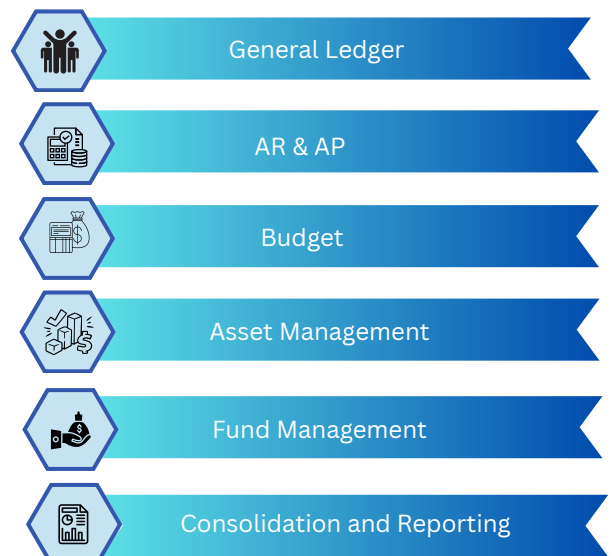 General Ledger
AR & AP
Budget
Asset Management
Fund Management
Consolidation and Reporting